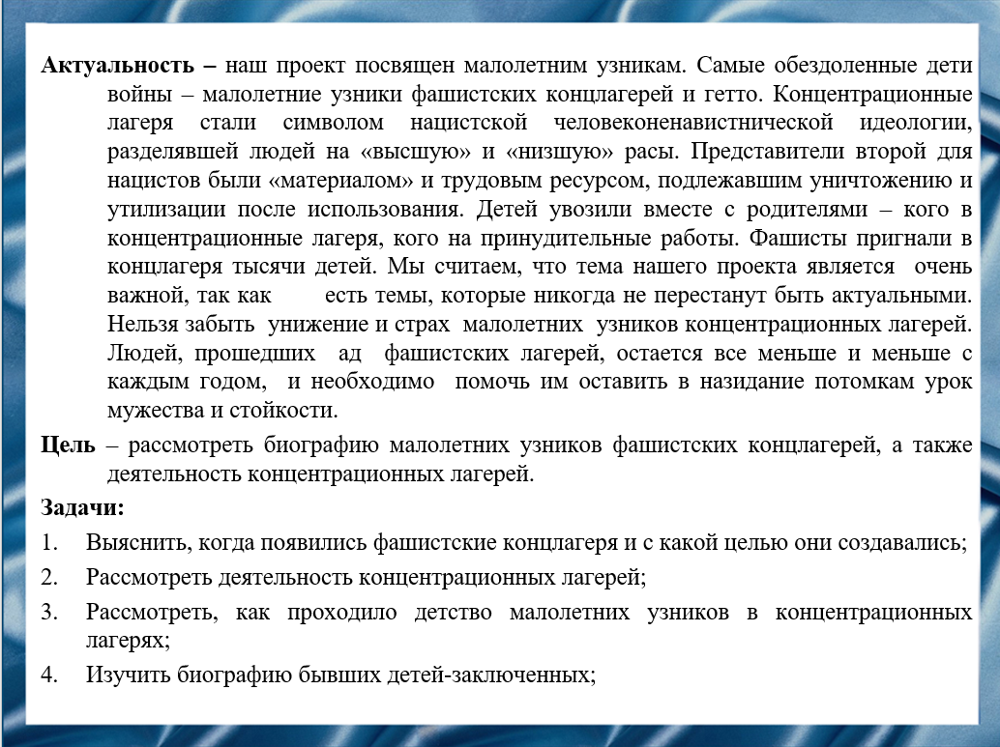 Актуальность – наш проект посвящен малолетним узникам. Самые обездоленные дети
войны – малолетние узники фашистских концлагерей и гетто. Концентрационные
лагеря стали символом нацистской человеконенавистнической идеологии,
разделявшей людей на «высшую» и «низшую» расы. Представители второй для
нацистов были «материалом» и трудовым ресурсом, подлежавшим уничтожению и
утилизации после использования. Детей увозили вместе с родителями – кого в
концентрационные лагеря, кого на принудительные работы. Фашисты пригнали в
концлагеря тысячи детей. Мы считаем, что тема нашего проекта является очень
важной, так как есть темы, которые никогда не перестанут быть актуальными.
Нельзя забыть унижение и страх малолетних узников концентрационных лагерей.
Людей, прошедших ад фашистских лагерей, остается все меньше и меньше с
каждым годом, и необходимо помочь им оставить в назидание потомкам урок
мужества и стойкости.
Цель – рассмотреть биографию малолетних узников фашистских концлагерей, а также
деятельность концентрационных лагерей.
Задачи:
1. Выяснить, когда появились фашистские концлагеря и с какой целью они создавались;
2. Рассмотреть деятельность концентрационных лагерей;
3. Рассмотреть, как проходило детство малолетних узников в концентрационных
лагерях;
4. Изучить биографию бывших детей-заключенных;